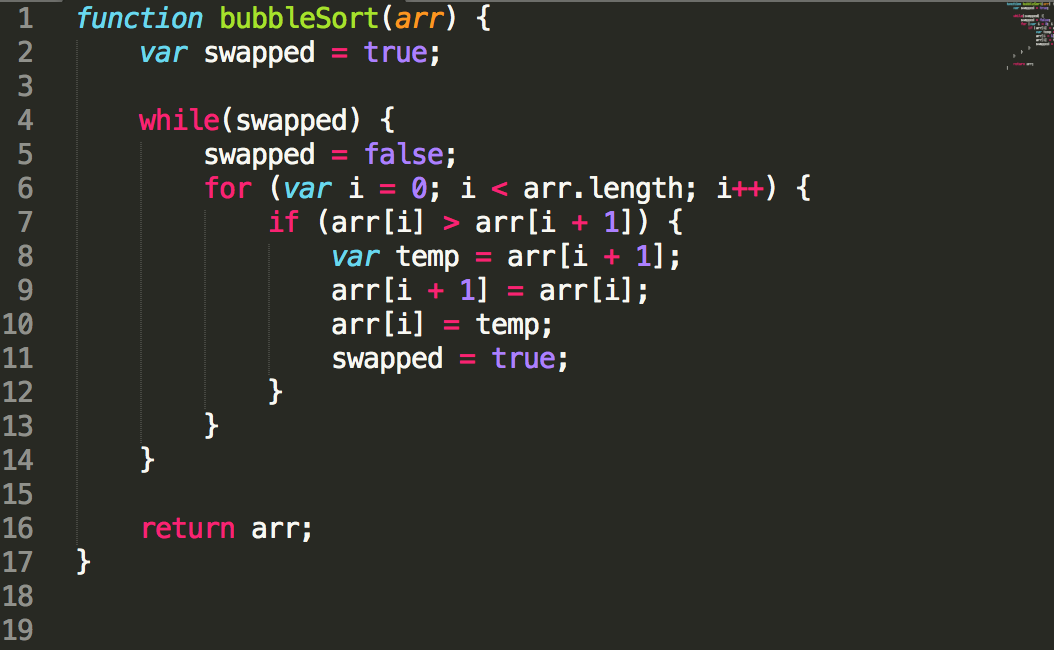 1 function bubbleSort(arr) {
2     var swapped = true;
3
4     while(swapped) {
5         swapped = false;
6         for (var i = 0; i < arr.length; i++) {
7             if (arr[i] > arr[i + 1]) {
8                 var temp = arr[i + 1];
9                 arr[i + 1] = arr[i];
10                 arr[i] = temp;
11                 swapped = true;
12             }
13         }
14     }
15
16     return arr;
17 }
18
19